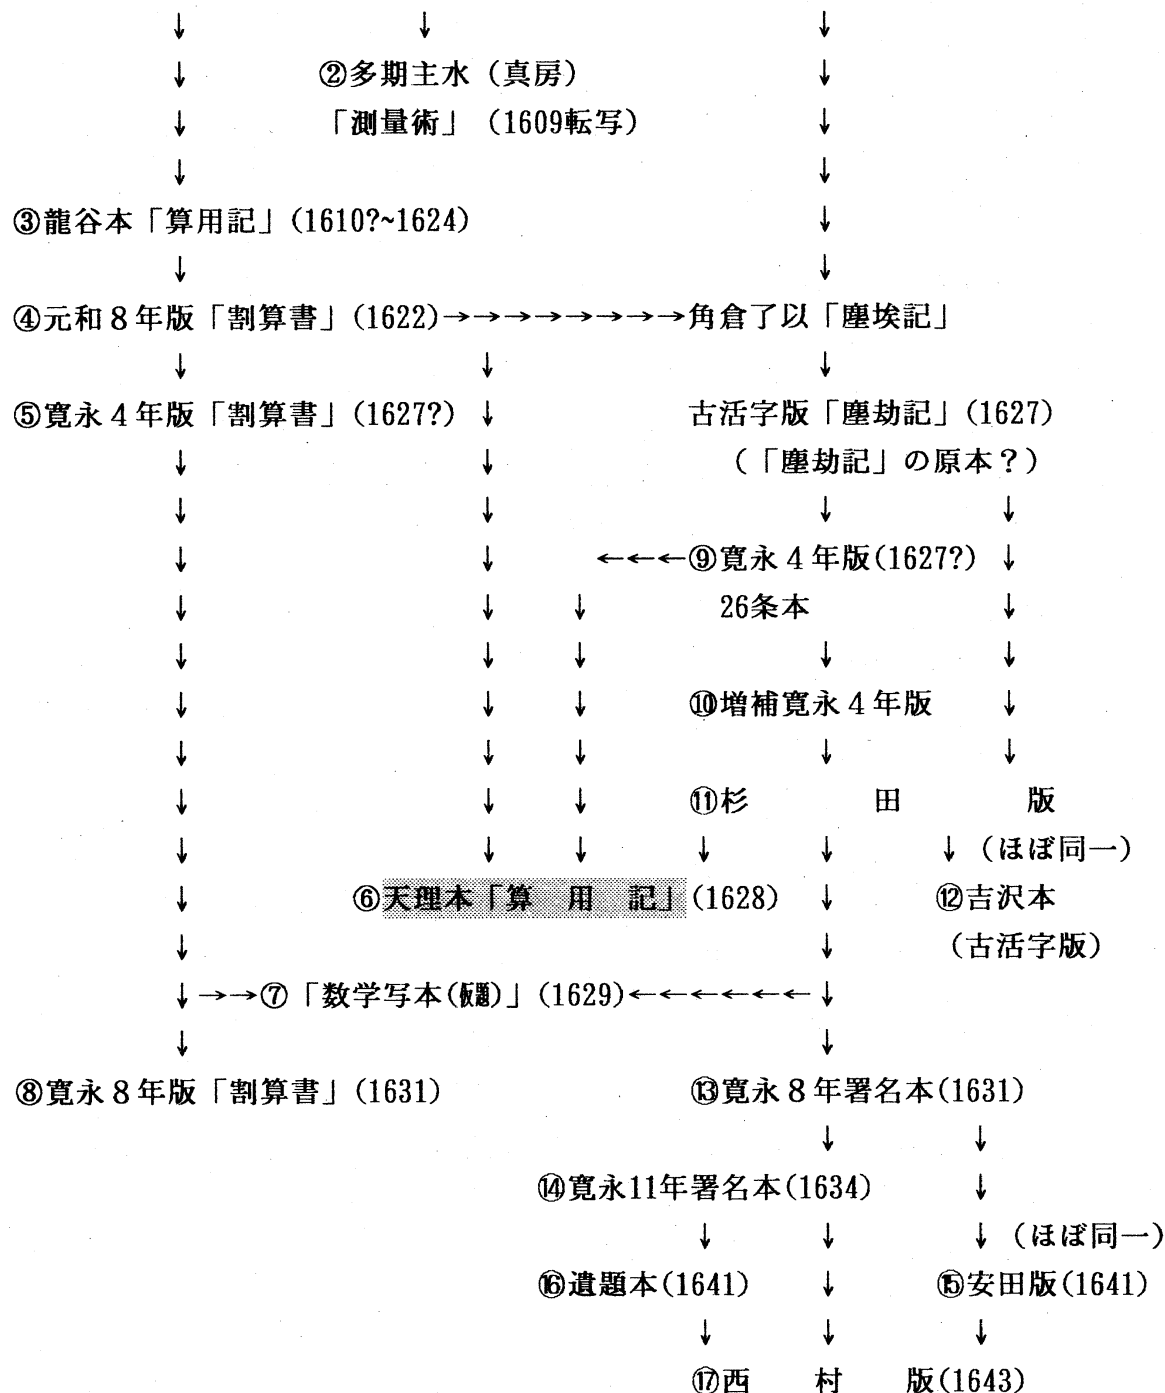 ↓ ↓ ↓
↓ ②多期主水（真房） ↓
↓ 「測量術」（1609転写） ↓
↓ ↓
③龍谷本「算用記」(1610?~1624) ↓
↓ ↓
④元和８年版「割算書」(1622)→→→→→→→→角倉了以「塵埃記」
↓ ↓ ↓
⑤寛永４年版「割算書」(1627?) ↓ 古活字版「塵劫記」(1627)
↓ ↓ （「塵劫記」の原本？）
↓ ↓ ↓ ↓
↓ ↓ ←←←⑨寛永４年版(1627?) ↓
↓ ↓ ↓ 26条本 ↓
↓ ↓ ↓ ↓ ↓
↓ ↓ ↓ ⑩増補寛永４年版 ↓
↓ ↓ ↓ ↓ ↓
↓ ↓ ↓ ⑪杉 田 版
↓ ↓ ↓ ↓ ↓ ↓（ほぼ同一）
↓ ⑥天理本「算 用 記」(1628) ↓ ⑫吉沢本
↓ ↓ （古活字版）
↓→→⑦「数学写本(仮題)」(1629)←←←←←←↓
↓ ↓
⑧寛永８年版「割算書」(1631) ⑬寛永８年署名本(1631)
↓ ↓
⑭寛永11年署名本(1634) ↓
↓ ↓ ↓（ほぼ同一）
⑯遺題本(1641) ↓ ⑮安田版(1641)
↓ ↓ ↓
⑰西 村 版(1643)